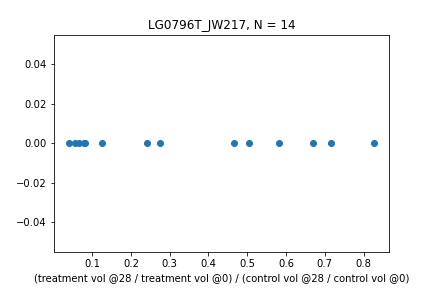 LG0796T_JW217, N = 14
0.04
0.02
0.00
−0.02
−0.04
0.1 0.2 0.3 0.4 0.5 0.6 0.7 0.8
(treatment vol @28 / treatment vol @0) / (control vol @28 / control vol @0)